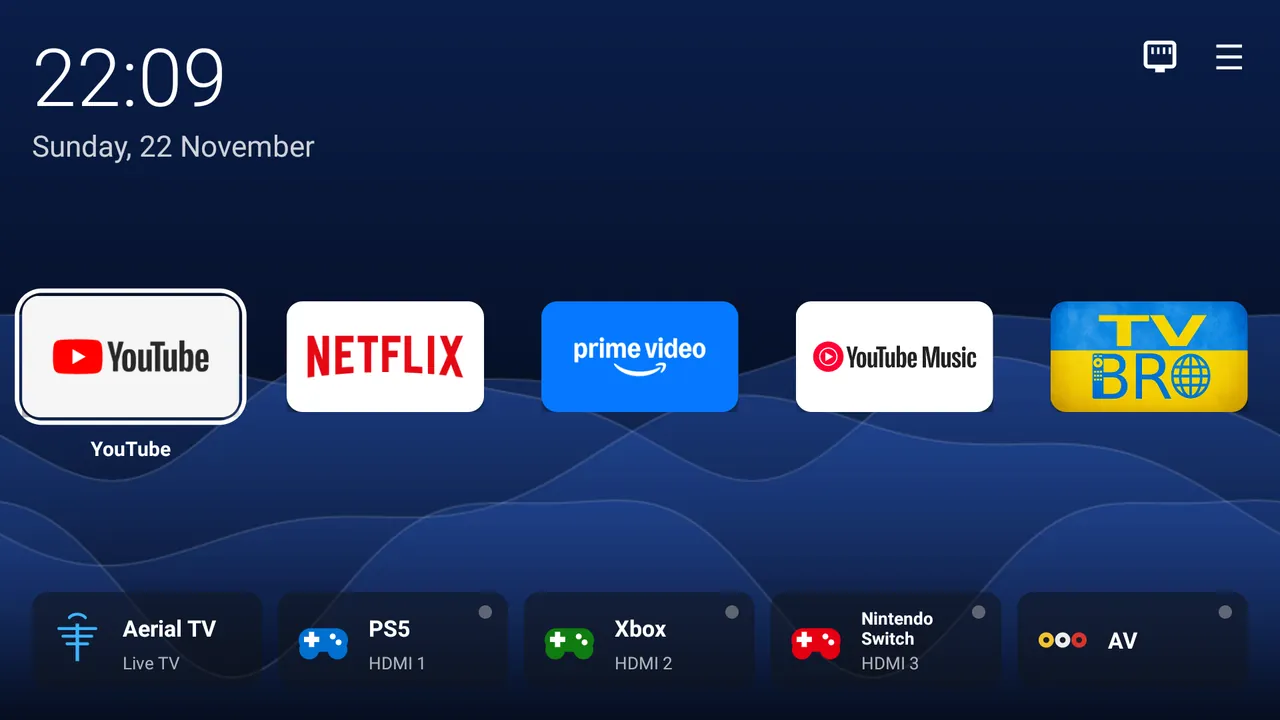 22:09
Sunday, 22 November
YouTube
NETFLIX
prime video
YouTube Music
TV
BRO
YouTube
Aerial TV
Live TV
PS5
HDMI 1
Xbox
HDMI 2
Nintendo
Switch
HDMI 3
AV